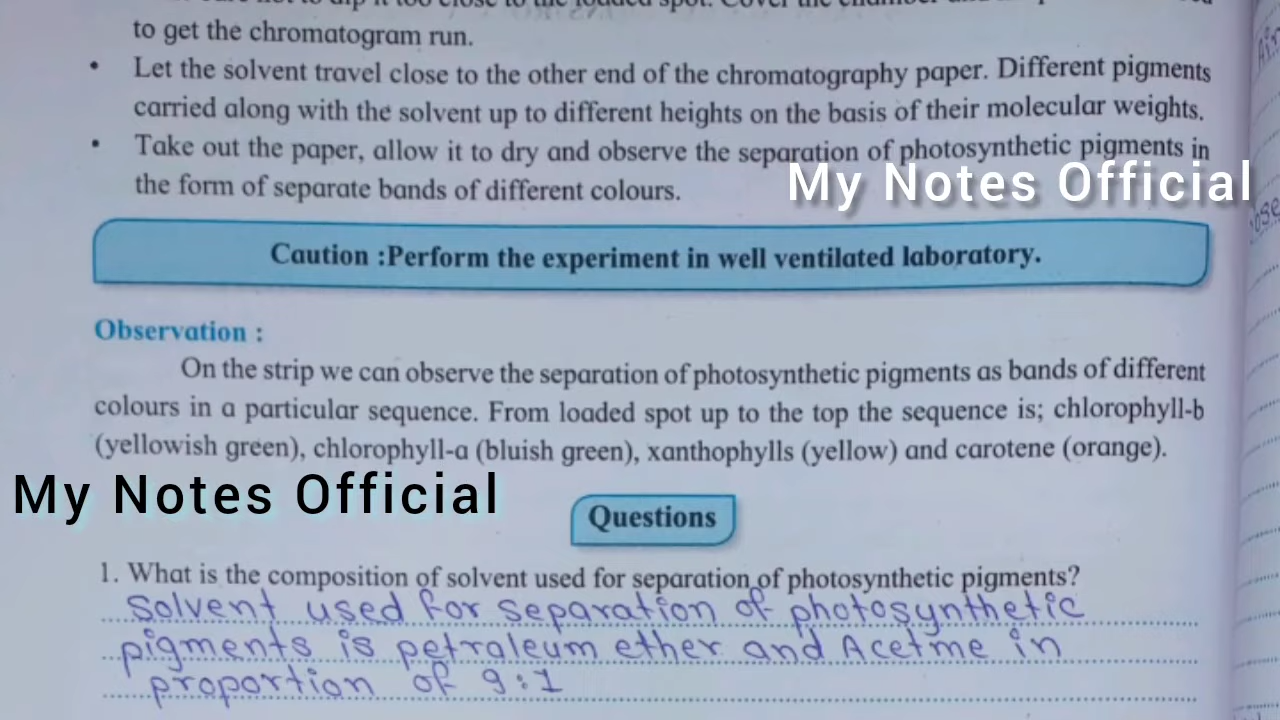 to get the chromatogram run.
• Let the solvent travel close to the other end of the chromatography paper. Different pigments
carried along with the solvent up to different heights on the basis of their molecular weights.
• Take out the paper, allow it to dry and observe the separation of photosynthetic pigments in
the form of separate bands of different colours.
My Notes Official
Caution :Perform the experiment in well ventilated laboratory.
Observation :
On the strip we can observe the separation of photosynthetic pigments as bands of different
colours in a particular sequence. From loaded spot up to the top the sequence is; chlorophyll-b
(yellowish green), chlorophyll-a (bluish green), xanthophylls (yellow) and carotene (orange).
My Notes Official
Questions
1. What is the composition of solvent used for separation of photosynthetic pigments?
Solvent used for separation of photosynthetic
pigments is petraleum ether and Acetme in
proportion of 9:1